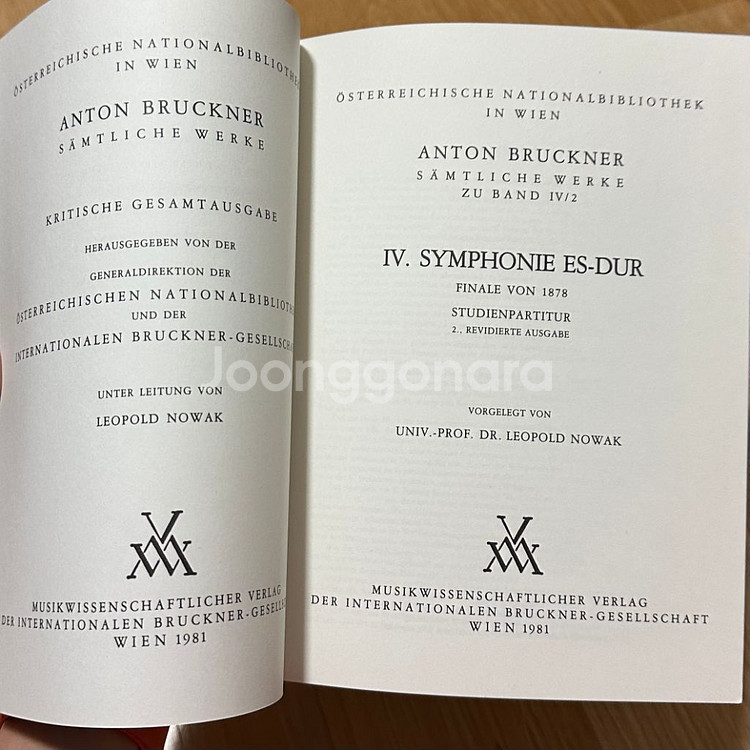 ÖSTERREICHISCHE NATIONALBIBLIOTHEK
IN WIEN
ANTON BRUCKNER
SÄMTLICHE WERKE
KRITISCHE GESAMTAUSGABE
HERAUSGEGEBEN VON DER
GENERALDIREKTION DER
ÖSTERREICHISCHEN NATIONALBIBLIOTHEK
UND DER
INTERNATIONALEN BRUCKNER-GESELLSCHAFT
UNTER LEITUNG VON
LEOPOLD NOWAK
MUSIKWISSENSCHAFTLICHER VERLAG
DER INTERNATIONALEN BRUCKNER-GESELLSCHAFT
WIEN 1981
ÖSTERREICHISCHE NATIONALBIBLIOTHEK
IN WIEN
ANTON BRUCKNER
SÄMTLICHE WERKE
ZU BAND IV/2
IV. SYMPHONIE ES-DUR
FINALE VON 1878
STUDIENPARTITUR
2., REVIDIERTE AUSGABE
VORGELEGT VON
UNIV.-PROF. DR. LEOPOLD NOWAK
MUSIKWISSENSCHAFTLICHER VERLAG
DER INTERNATIONALEN BRUCKNER-GESELLSCHAFT
WIEN 1981
Joonggonara